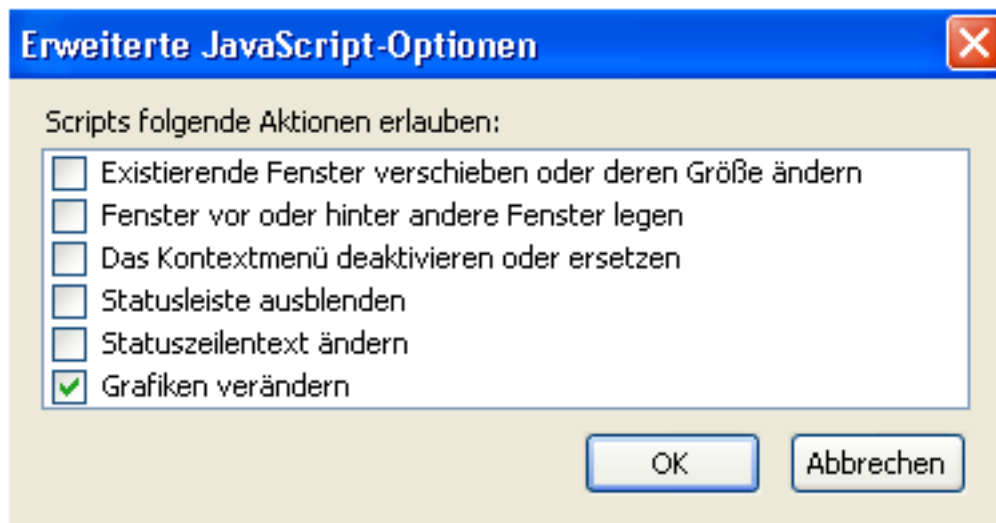 Erweiterte JavaScript-Optionen
Scripts folgende Aktionen erlauben:
Existierende Fenster verschieben oder deren Größe ändern
Fenster vor oder hinter andere Fenster legen
Das Kontextmenü deaktivieren oder ersetzen
Statusleiste ausblenden
Statuszeilentext ändern
Grafiken verändern
OK
Abbrechen